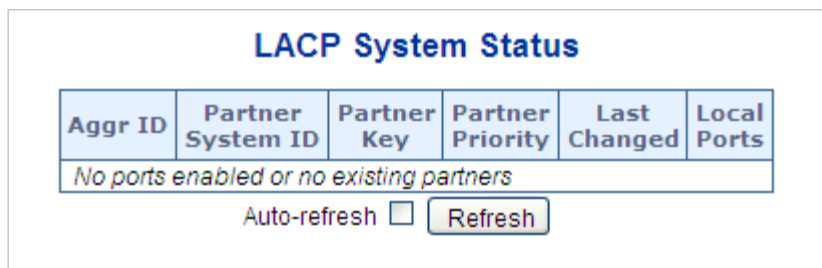 LACP System Status
Aggr ID Partner System ID Partner Key Partner Priority Last Changed Local Ports
No ports enabled or no existing partners
Auto-refresh Refresh